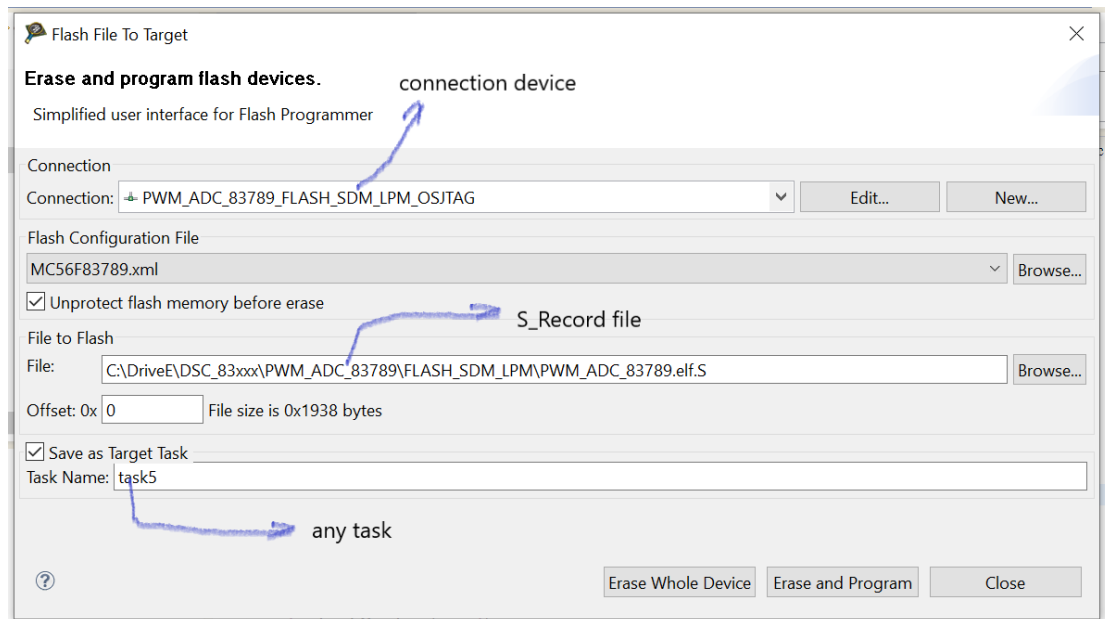 Flash File To Target
Erase and program flash devices.
connection device
Simplified user interface for Flash Programmer
Connection
Connection: PWM_ADC_83789_FLASH_SDM_LPM_OSJTAG Edit... New...
Flash Configuration File
MC56F83789.xml Browse...
Unprotect flash memory before erase
S_Record file
File to Flash
File: C:\DriveE\DSC_83xxx\PWM_ADC_83789\FLASH_SDM_LPM\PWM_ADC_83789.elf.S Browse...
Offset: 0x 0 File size is 0x1938 bytes
Save as Target Task
Task Name: task5
any task
? Erase Whole Device Erase and Program Close